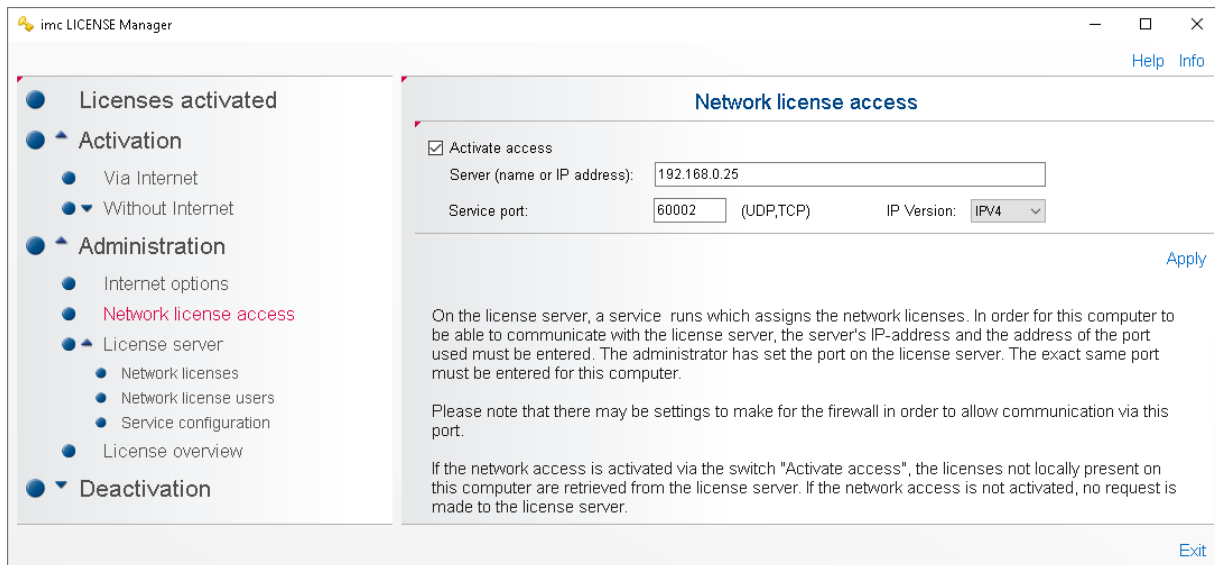 imc LICENSE Manager
Help Info
Licenses activated
Activation
Via Internet
Without Internet
Administration
Internet options
Network license access
License server
Network licenses
Network license users
Service configuration
License overview
Deactivation
Network license access
Activate access
Server (name or IP address): 192.168.0.25
Service port: 60002 (UDP,TCP) IP Version: IPV4
Apply
On the license server, a service runs which assigns the network licenses. In order for this computer to
be able to communicate with the license server, the server's IP-address and the address of the port
used must be entered. The administrator has set the port on the license server. The exact same port
must be entered for this computer.
Please note that there may be settings to make for the firewall in order to allow communication via this
port.
If the network access is activated via the switch "Activate access", the licenses not locally present on
this computer are retrieved from the license server. If the network access is not activated, no request is
made to the license server.
Exit